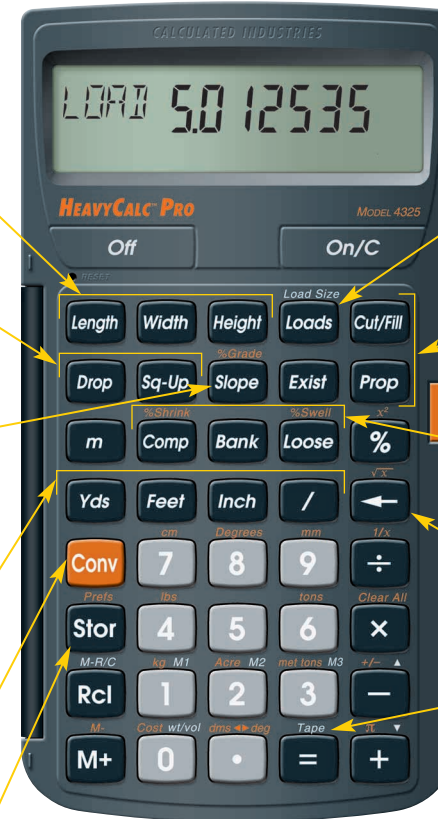 CALCULATED INDUSTRIES
LOAD 5.012535
HEAVYCALC™ PRO MODEL 4325
Off On/C
RESET
Load Size
Length Width Height Loads Cut/Fill
%Grade
Drop Sq-Up Slope Exist Prop
%Shrink %Swell x²
m Comp Bank Loose %
√x
Yds Feet Inch /
cm Degrees mm 1/x
Conv 7 8 9 ÷
Prefs lbs tons Clear All
Stor 4 5 6 ×
M-R/C kg M1 Acre M2 met tons M3 +/− ▲
Rcl 1 2 3 −
M- Cost wt/vol dms ◄► deg Tape π ▼
M+ 0 • = +